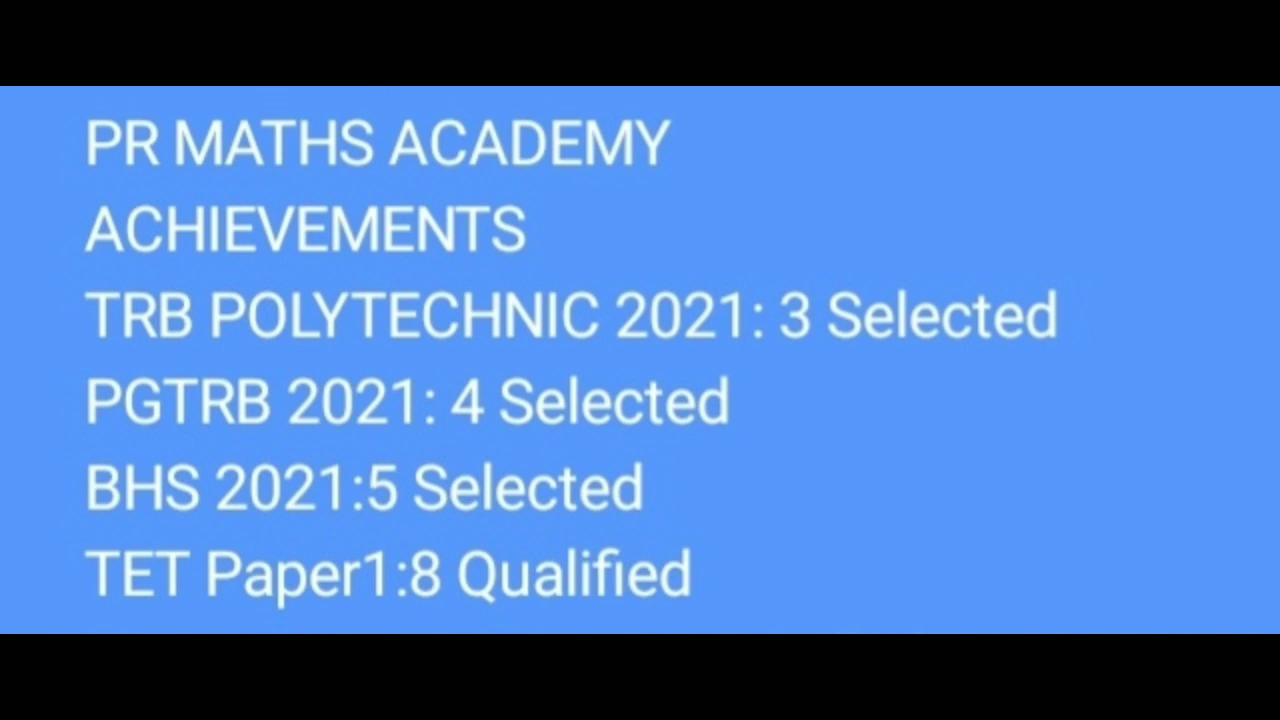 PR MATHS ACADEMY
ACHIEVEMENTS
TRB POLYTECHNIC 2021: 3 Selected
PGTRB 2021: 4 Selected
BHS 2021:5 Selected
TET Paper1:8 Qualified